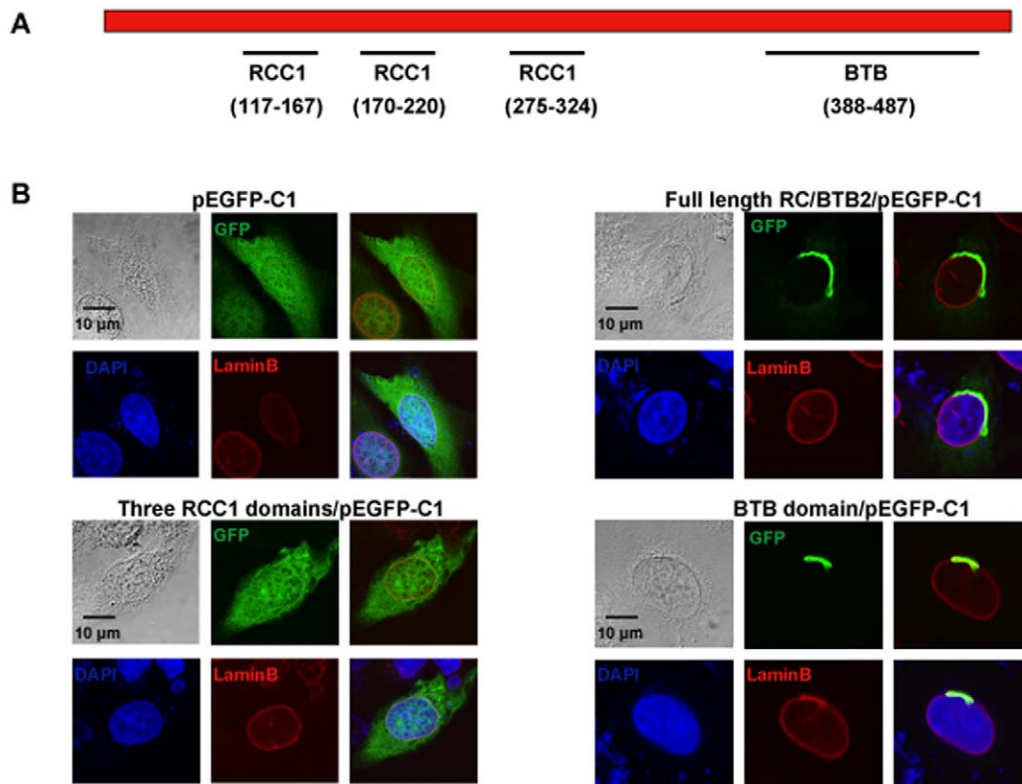 A
RCC1 RCC1 RCC1 BTB
(117-167) (170-220) (275-324) (388-487)
B
pEGFP-C1
GFP
10 µm
DAPI LaminB
Full length RC/BTB2/pEGFP-C1
GFP
10 µm
DAPI LaminB
Three RCC1 domains/pEGFP-C1
GFP
10 µm
DAPI LaminB
BTB domain/pEGFP-C1
GFP
10 µm
DAPI LaminB